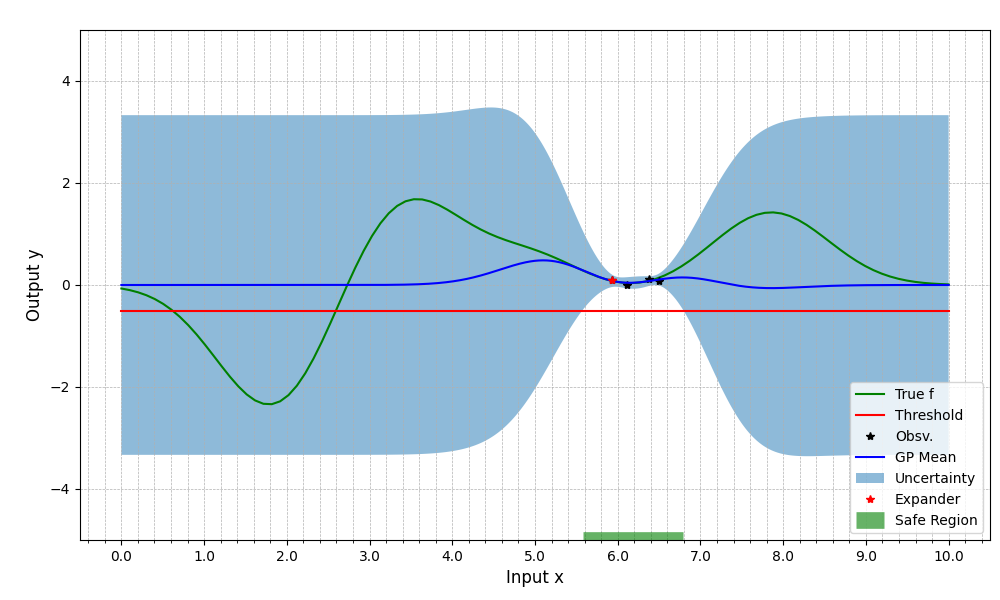 4
2
0
−2
−4
Output y
0.0 1.0 2.0 3.0 4.0 5.0 6.0 7.0 8.0 9.0 10.0
Input x
True f
Threshold
Obsv.
GP Mean
Uncertainty
Expander
Safe Region